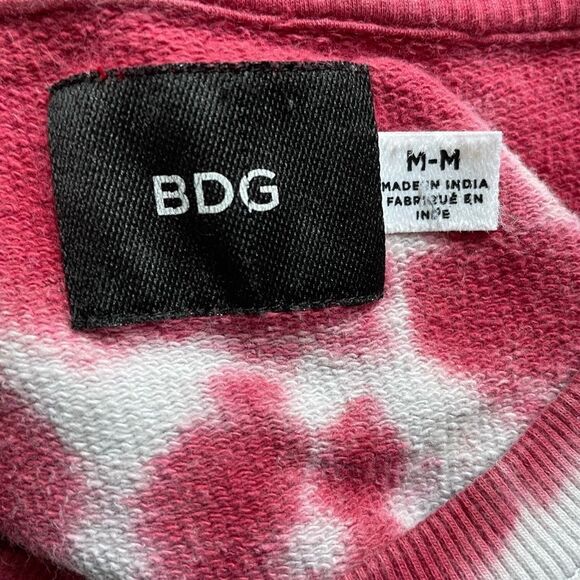 BDG
M-M
MADE IN INDIA
FABRIQUÉ EN
INDE